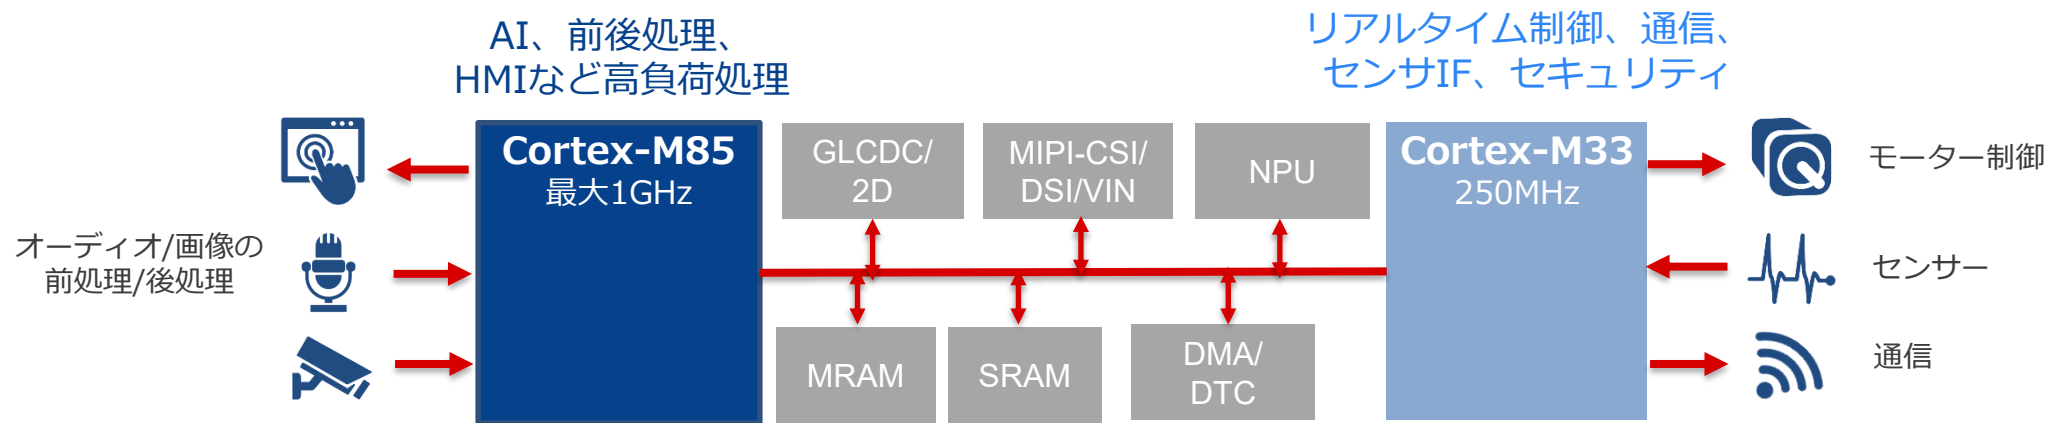 AI、前後処理、
HMIなど高負荷処理
リアルタイム制御、通信、
センサIF、セキュリティ
Cortex-M85
最大1GHz
GLCDC/
2D
MIPI-CSI/
DSI/VIN
NPU
Cortex-M33
250MHz
モーター制御
オーディオ/画像の
前処理/後処理
センサー
MRAM
SRAM
DMA/
DTC
通信